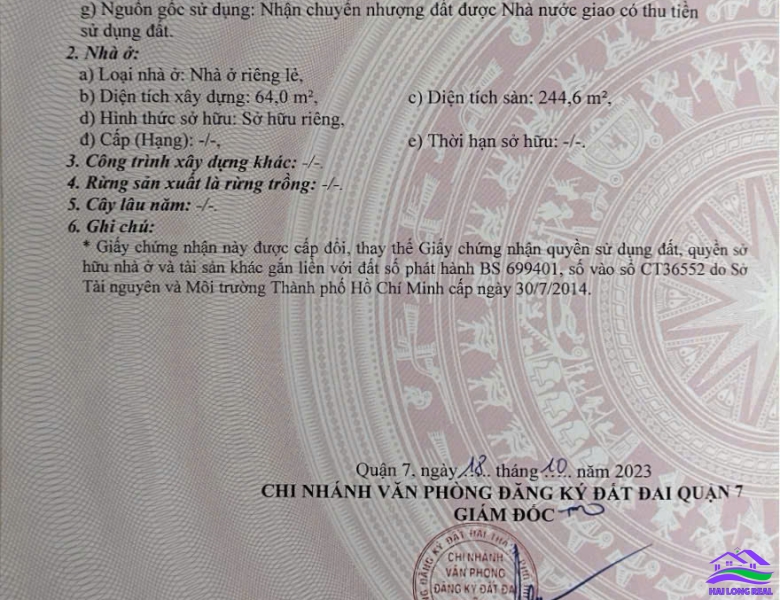 g) Nguồn gốc sử dụng: Nhận chuyển nhượng đất được Nhà nước giao có thu tiền
sử dụng đất.
2. Nhà ở:
a) Loại nhà ở: Nhà ở riêng lẻ,
b) Diện tích xây dựng: 64,0 m², c) Diện tích sàn: 244,6 m²,
d) Hình thức sở hữu: Sở hữu riêng,
đ) Cấp (Hạng): -/-, e) Thời hạn sở hữu: -/-.
3. Công trình xây dựng khác: -/-.
4. Rừng sản xuất là rừng trồng: -/-.
5. Cây lâu năm: -/-.
6. Ghi chú:
* Giấy chứng nhận này được cấp đổi, thay thế Giấy chứng nhận quyền sử dụng đất, quyền sở
hữu nhà ở và tài sản khác gắn liền với đất số phát hành BS 699401, số vào sổ CT36552 do Sở
Tài nguyên và Môi trường Thành phố Hồ Chí Minh cấp ngày 30/7/2014.
Quận 7, ngày 18 tháng 10 năm 2023
CHI NHÁNH VĂN PHÒNG ĐĂNG KÝ ĐẤT ĐAI QUẬN 7
GIÁM ĐỐC
CHI NHÁNH
VĂN PHÒNG
ĐĂNG KÝ ĐẤT ĐAI
HAI LONG REAL